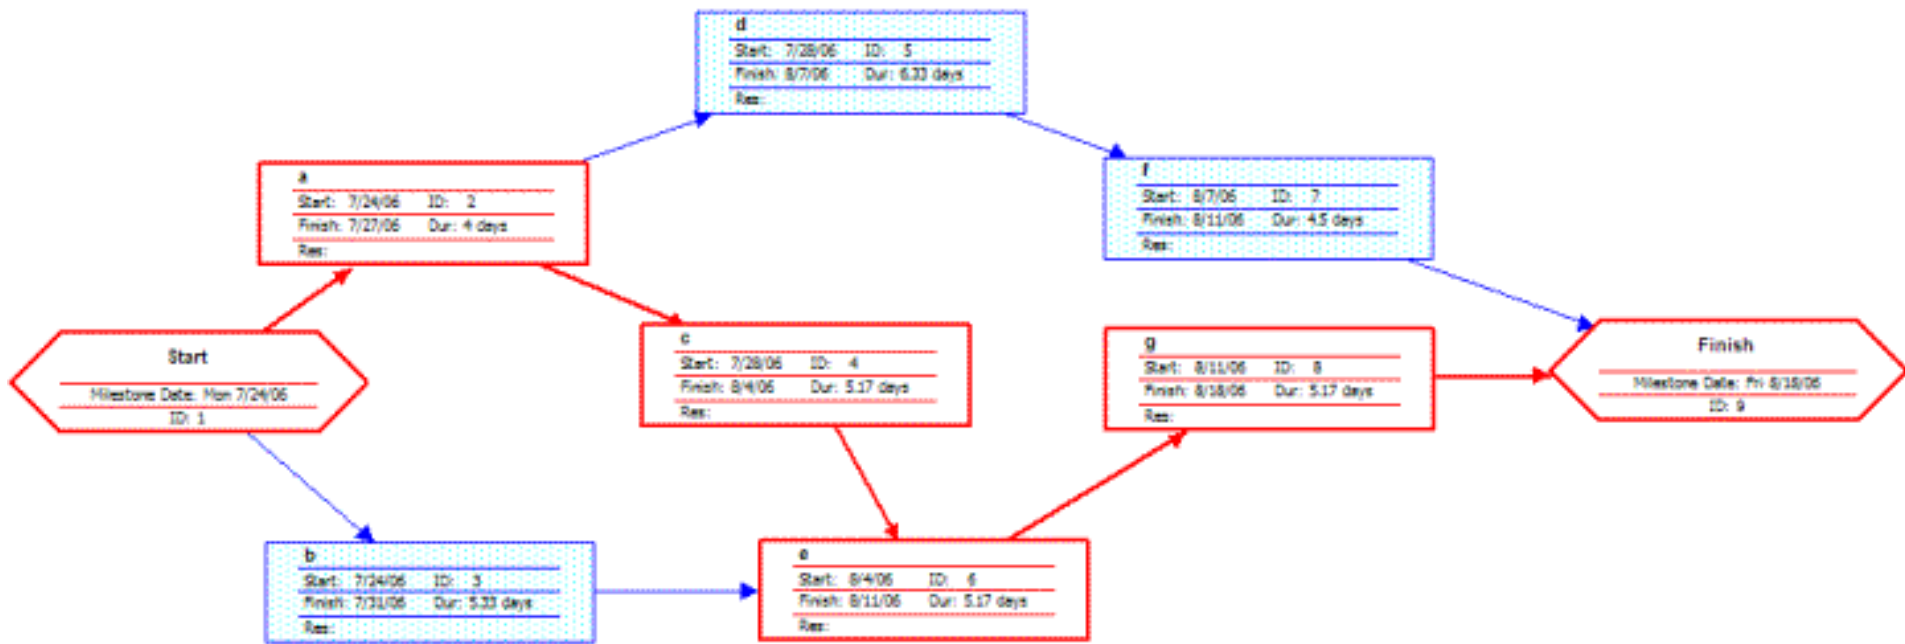 d
Start: 7/28/06 ID: 5
Finish: 8/7/06 Dur: 6.33 days
Res:
a
Start: 7/24/06 ID: 2
Finish: 7/27/06 Dur: 4 days
Res:
f
Start: 8/7/06 ID: 7
Finish: 8/11/06 Dur: 4.5 days
Res:
Start
Milestone Date: Mon 7/24/06
ID: 1
c
Start: 7/28/06 ID: 4
Finish: 8/4/06 Dur: 5.17 days
Res:
g
Start: 8/11/06 ID: 8
Finish: 8/18/06 Dur: 5.17 days
Res:
Finish
Milestone Date: Fri 8/18/06
ID: 9
b
Start: 7/24/06 ID: 3
Finish: 7/31/06 Dur: 5.33 days
Res:
e
Start: 8/4/06 ID: 6
Finish: 8/11/06 Dur: 5.17 days
Res: